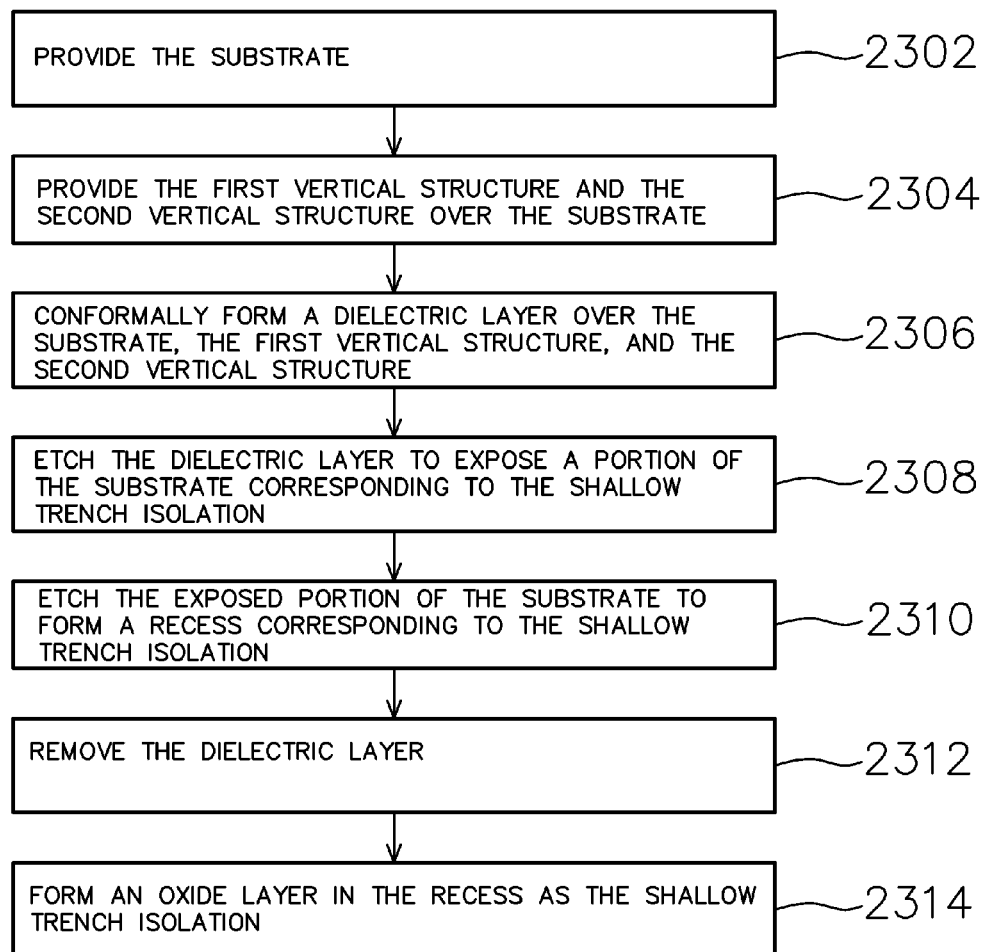 PROVIDE THE SUBSTRATE
2302
PROVIDE THE FIRST VERTICAL STRUCTURE AND THE
SECOND VERTICAL STRUCTURE OVER THE SUBSTRATE
2304
CONFORMALLY FORM A DIELECTRIC LAYER OVER THE
SUBSTRATE, THE FIRST VERTICAL STRUCTURE, AND THE
SECOND VERTICAL STRUCTURE
2306
ETCH THE DIELECTRIC LAYER TO EXPOSE A PORTION OF
THE SUBSTRATE CORRESPONDING TO THE SHALLOW
TRENCH ISOLATION
2308
ETCH THE EXPOSED PORTION OF THE SUBSTRATE TO
FORM A RECESS CORRESPONDING TO THE SHALLOW
TRENCH ISOLATION
2310
REMOVE THE DIELECTRIC LAYER
2312
FORM AN OXIDE LAYER IN THE RECESS AS THE SHALLOW
TRENCH ISOLATION
2314